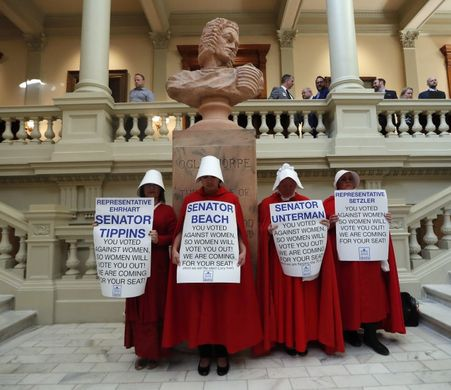 OGLETHORPE
REPRESENTATIVE
EHRHART
SENATOR
TIPPINS
YOU VOTED
AGAINST WOMEN,
SO WOMEN WILL
VOTE YOU OUT!
WE ARE COMING
FOR YOUR SEAT!
SENATOR
BEACH
YOU VOTED
AGAINST WOMEN,
SO WOMEN WILL
VOTE YOU OUT!
WE ARE COMING
FOR YOUR SEAT!
SENATOR
UNTERMAN
YOU VOTED
AGAINST WOMEN,
SO WOMEN WILL
VOTE YOU OUT!
WE ARE COMING
FOR YOUR SEAT!
REPRESENTATIVE
SETZLER
YOU VOTED
AGAINST WOMEN,
SO WOMEN WILL
VOTE YOU OUT!
WE ARE COMING
FOR YOUR SEAT!